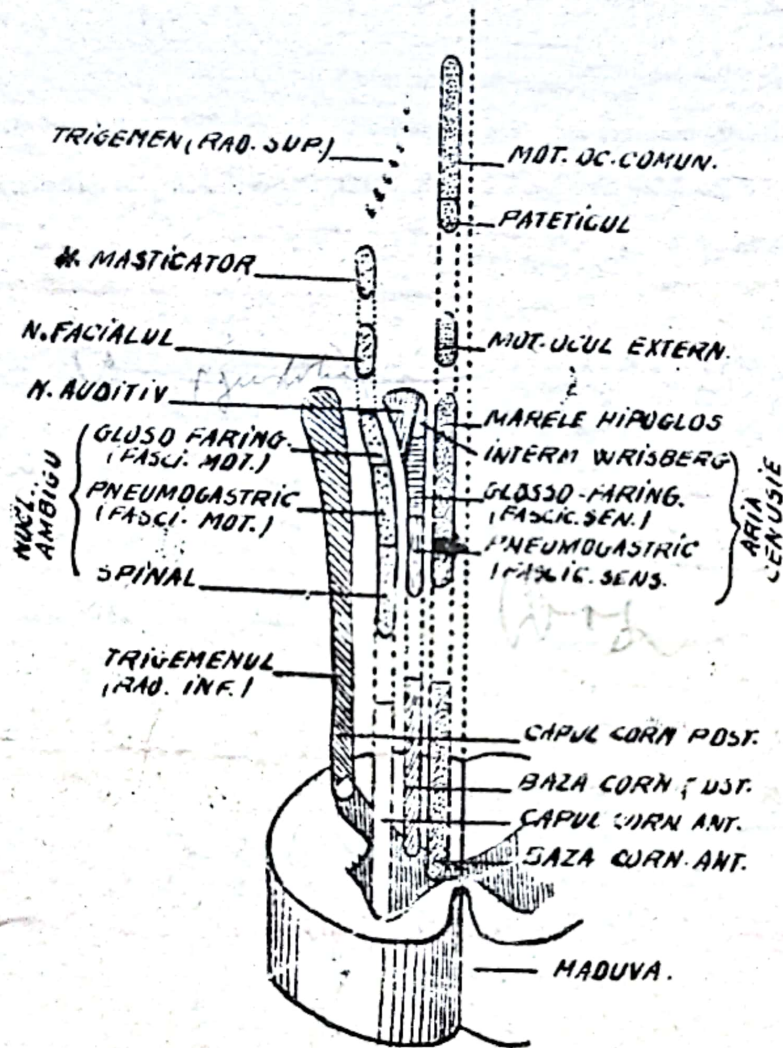 TRIGEMEN (RAD. SUP.)
N. MASTICATOR
N. FACIALUL
N. AUDITIV
GLOSO FARING.
(FASCI. MOT.)
PNEUMOGASTRIC
(FASCI. MOT.)
NUCL.
AMBIGU
SPINAL
TRIGEMENUL
(RAD. INF.)
MOT. OC. COMUN.
PATETICUL
MOT. OCUL EXTERN.
MARELE HIPOGLOS
INTERM WRISBERG
GLOSSO-FARING.
(FASCIC. SEN.)
PNEUMOGASTRIC
(FASCIC. SENS.
ARIA
CENUSIE
CAPUL CORN POST.
BAZA CORN POST.
CAPUL CORN ANT.
BAZA CORN ANT.
MADUVA.